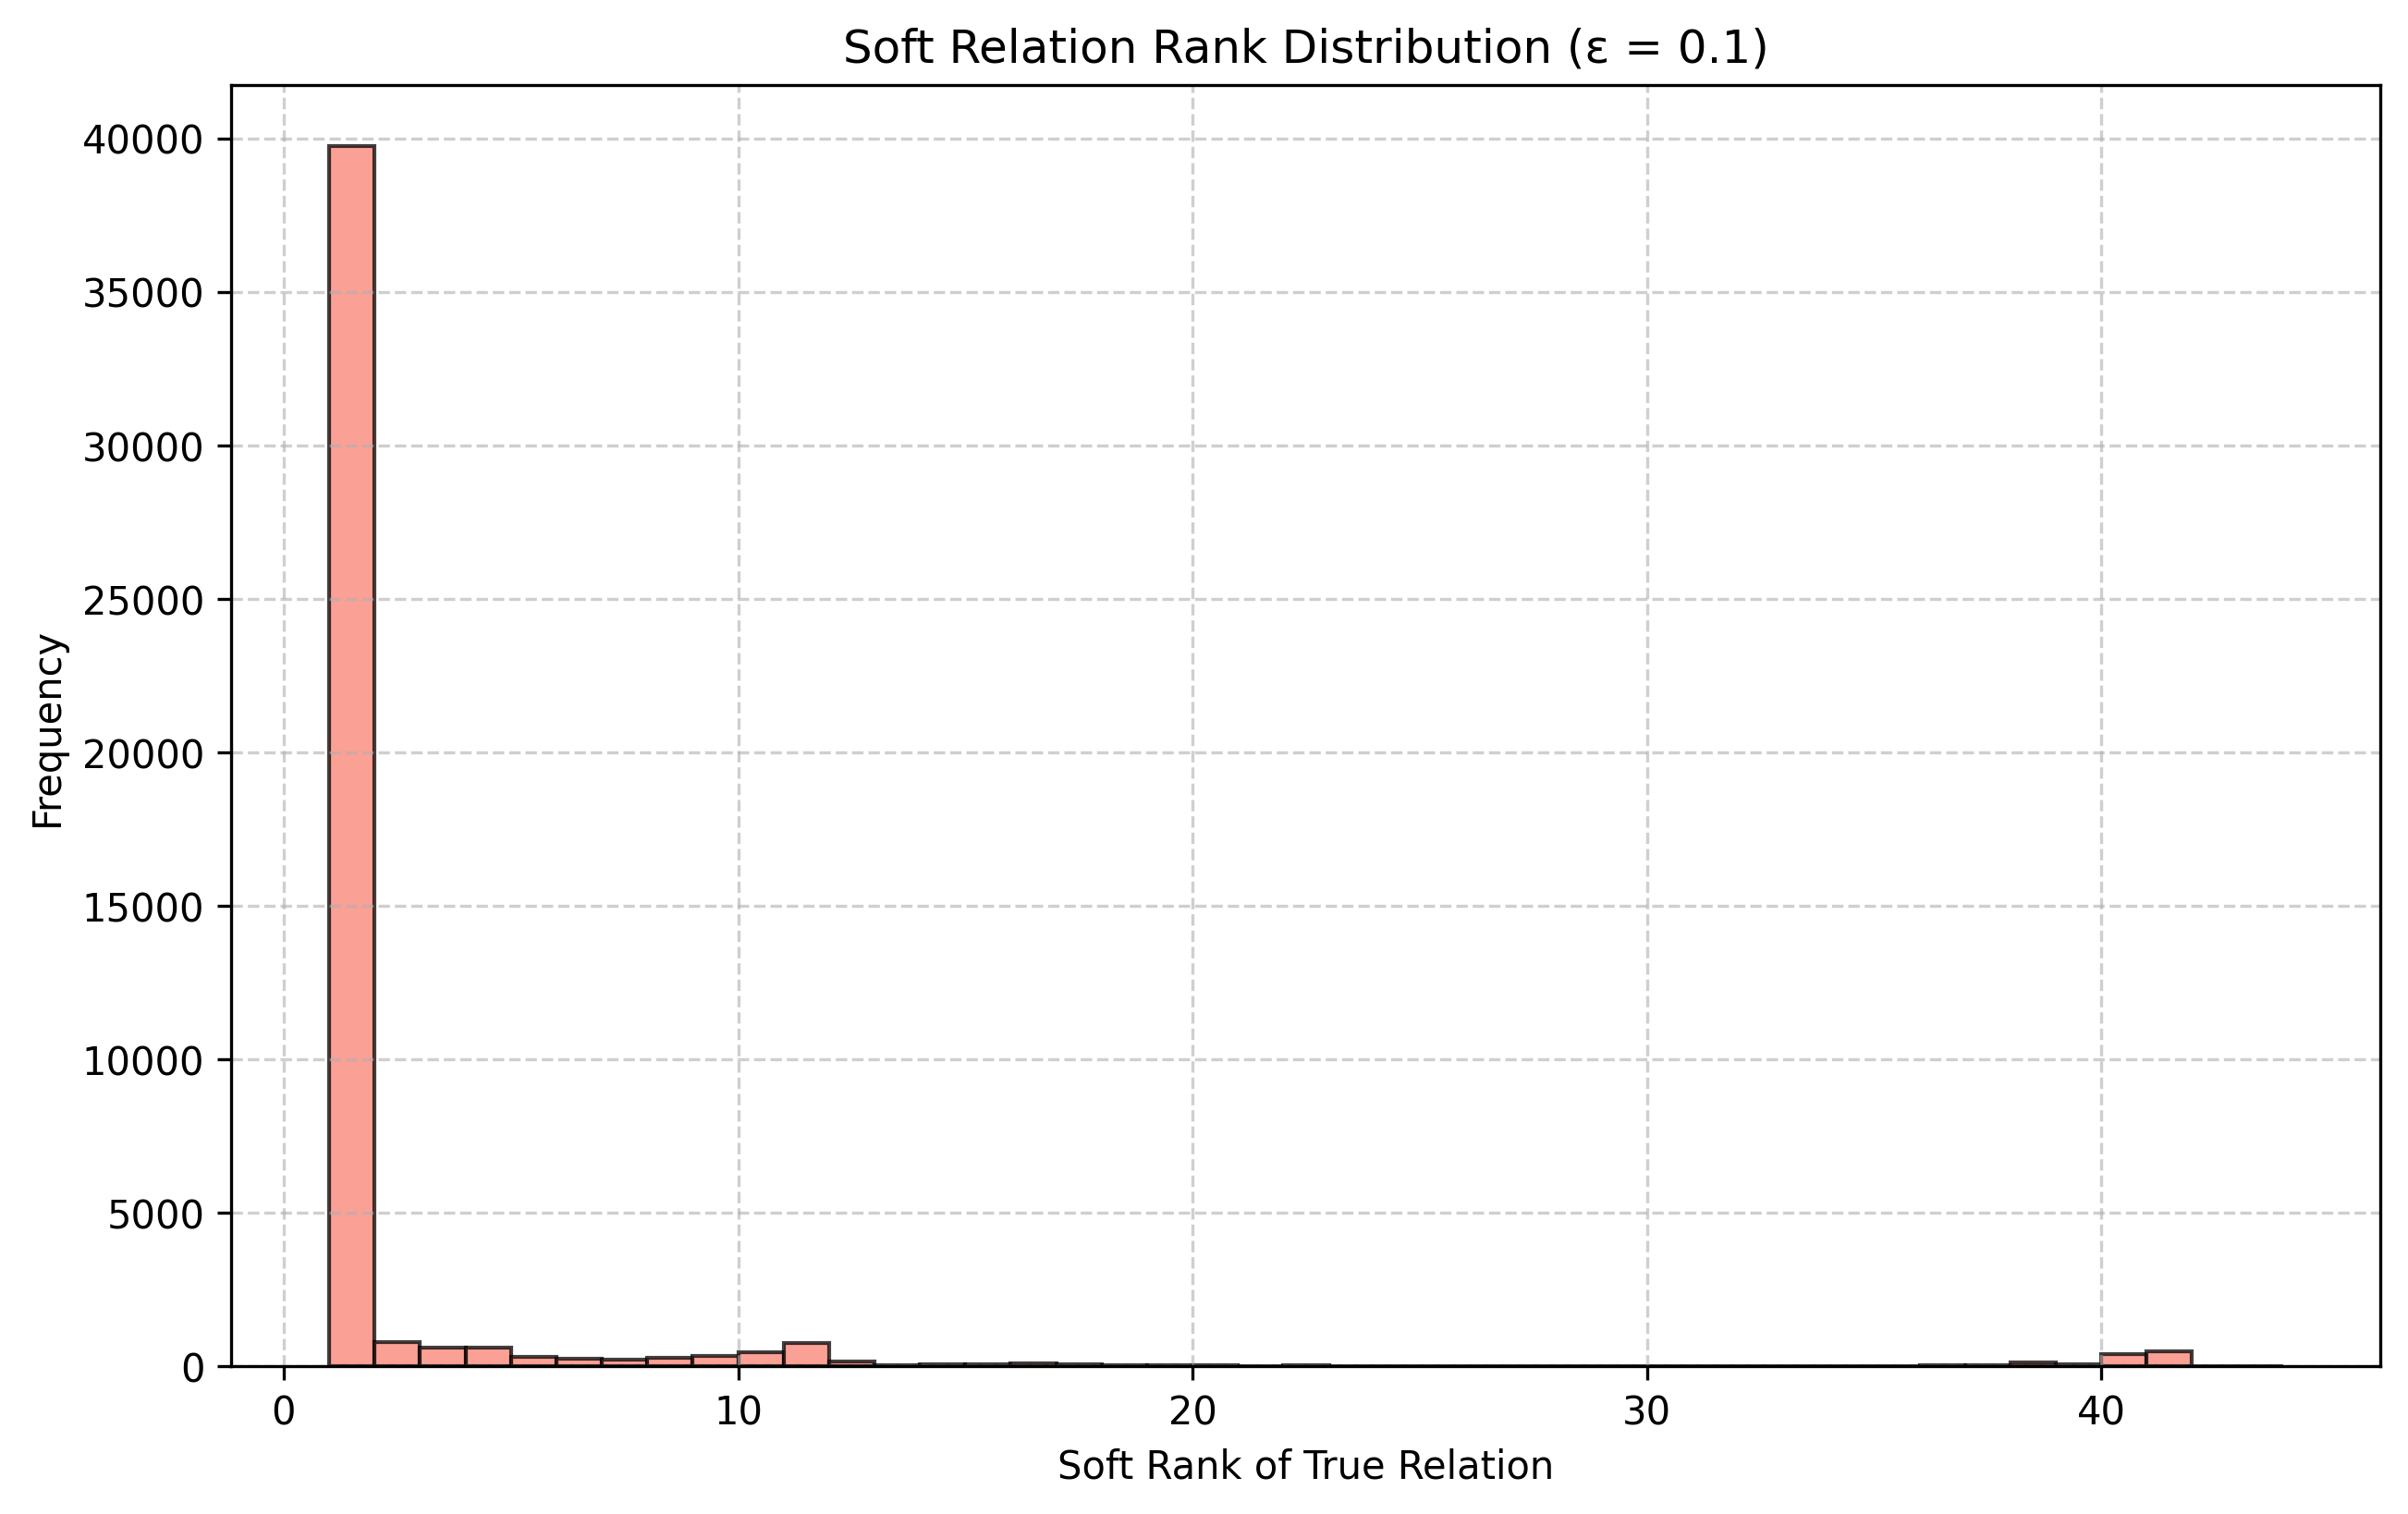 Soft Relation Rank Distribution (ε = 0.1)
40000
35000
30000
25000
20000
15000
10000
5000
0
Frequency
0 10 20 30 40
Soft Rank of True Relation